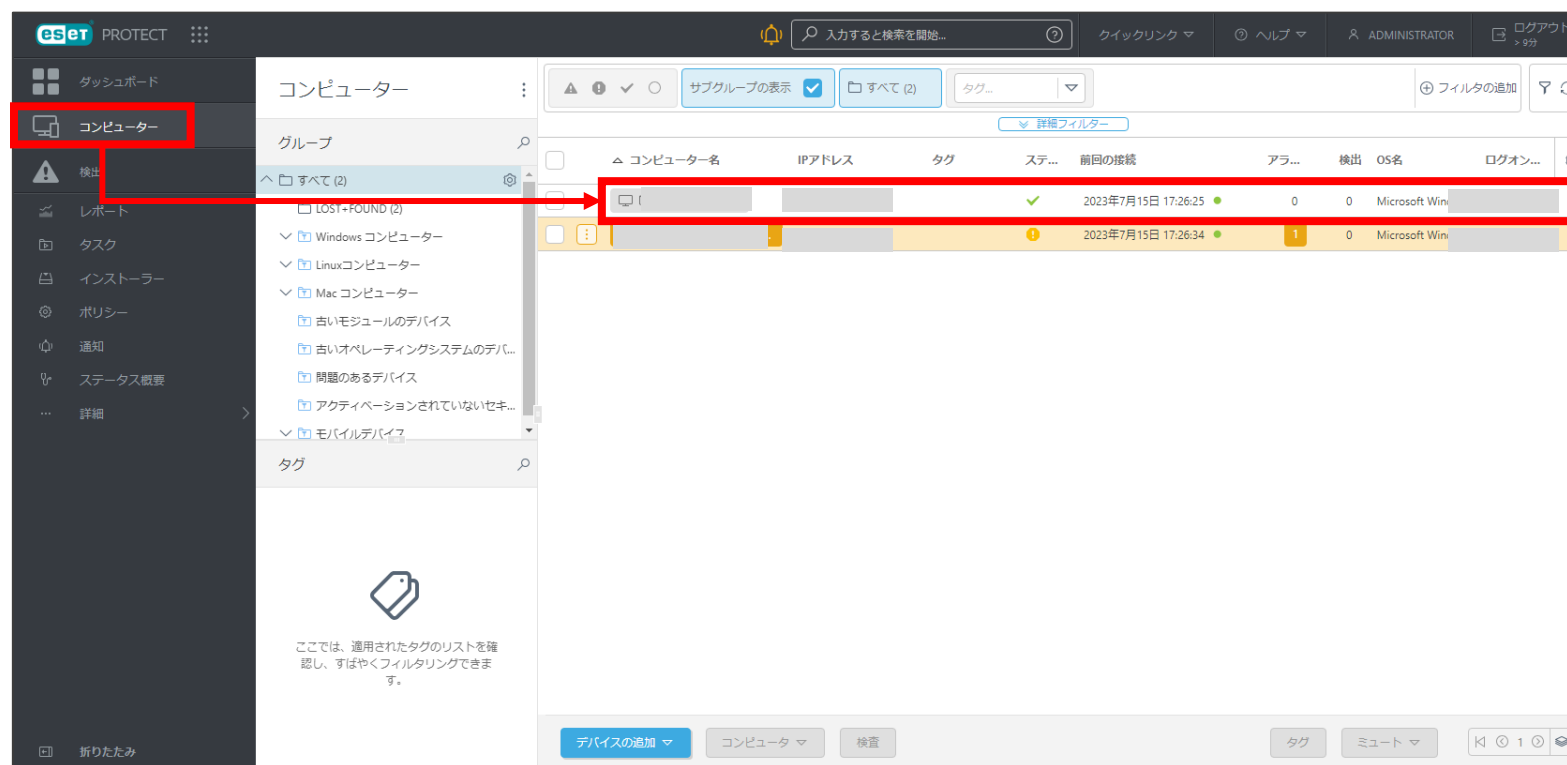 eset PROTECT
入力すると検索を開始...
クイックリンク
ヘルプ
ADMINISTRATOR
ログアウト
> 9分
ダッシュボード
コンピューター
検出
レポート
タスク
インストーラー
ポリシー
通知
ステータス概要
詳細
折りたたみ
コンピューター
グループ
すべて (2)
LOST+FOUND (2)
Windows コンピューター
Linuxコンピューター
Mac コンピューター
古いモジュールのデバイス
古いオペレーティングシステムのデバ...
問題のあるデバイス
アクティベーションされていないセキ...
モバイルデバイス
タグ
ここでは、適用されたタグのリストを確
認し、すばやくフィルタリングできま
す。
サブグループの表示
すべて (2)
タグ...
フィルタの追加
詳細フィルター
コンピューター名 IPアドレス タグ ステ... 前回の接続 アラ... 検出 OS名 ログオン...
2023年7月15日 17:26:25 0 0 Microsoft Win
2023年7月15日 17:26:34 1 0 Microsoft Win
デバイスの追加
コンピュータ
検査
タグ
ミュート
1